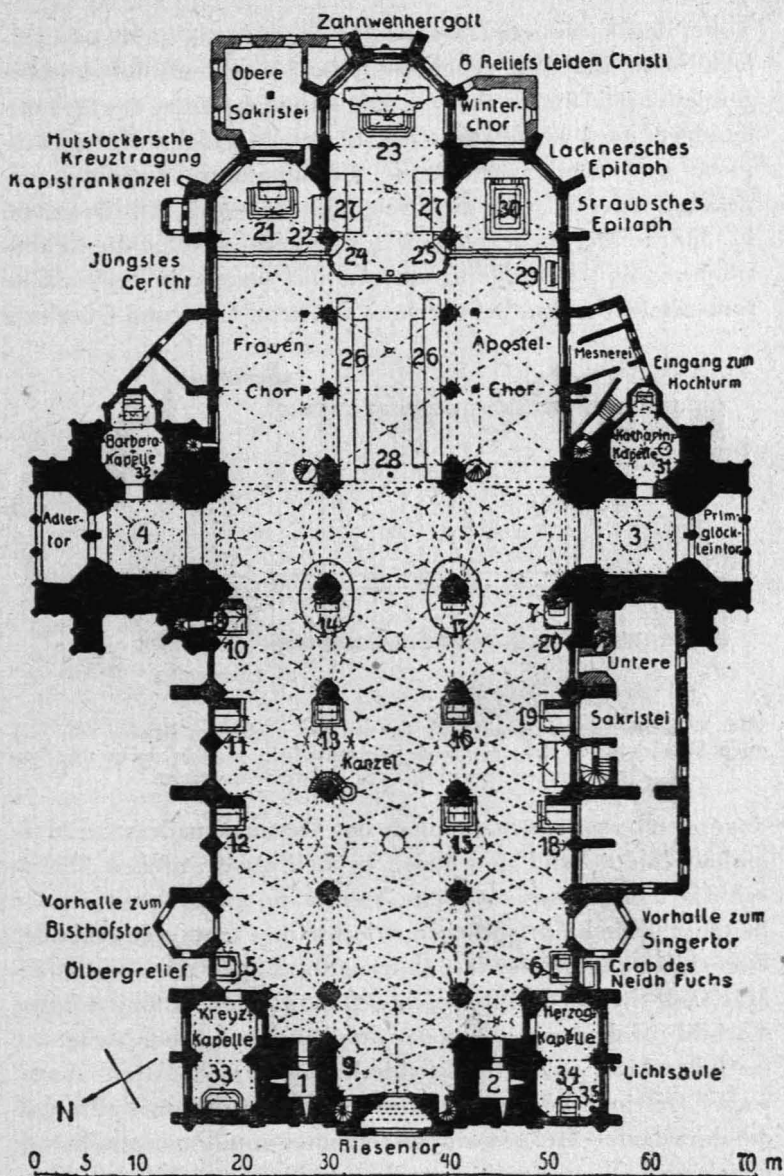 Zahnwehherrgott
6 Reliefs Leiden Christi
Obere
Sakristei
Winter-
chor
23
Mutstockersche
Kreuztragung
Kapistrankanzel
Lacknersches
Epitaph
Straubsches
Epitaph
21
22
27
27
30
24
25
29
Jüngstes
Gericht
Frauen-
Chor
26
26
Apostel-
Chor
Mesnerei
Eingang zum
Hochturm
Barbara-
Kapelle
32
Katharin.
Kapelle
31
28
Adler-
tor
4
3
Prim-
glöck-
leintor
14
17
10
7
20
Untere
Sakristei
11
13
16
19
Kanzel
12
15
18
Vorhalle zum
Bischofstor
Vorhalle zum
Singertor
Ölbergrelief
5
6
Grab des
Neidh Fuchs
Kreuz-
Kapelle
Herzog-
Kapelle
33
1
9
2
34
35
Lichtsäule
N
Riesentor
0 5 10 20 30 40 50 60 70 m